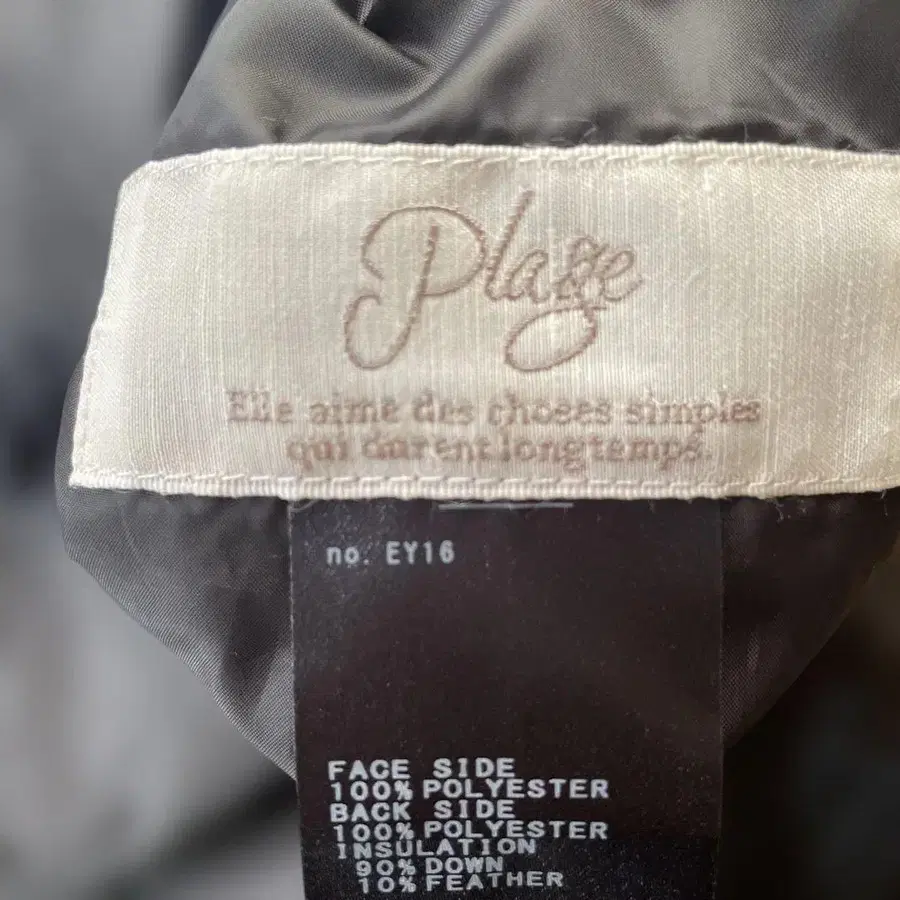 Plage
Elle aime des choses simples
qui durent longtemps.
no. EY16
FACE SIDE
100% POLYESTER
BACK SIDE
100% POLYESTER
INSULATION
90% DOWN
10% FEATHER